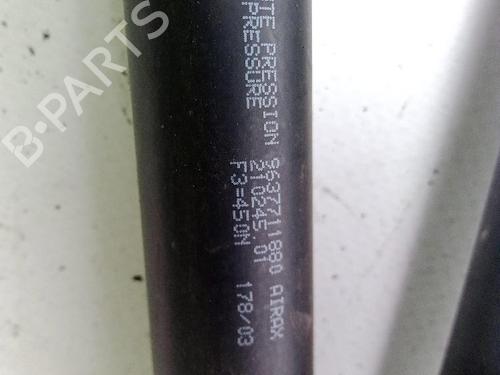 TE PRESSION 9637711880 AIRAX
PRESSURE 210245.01
F3=450N 178/03
B-PARTS